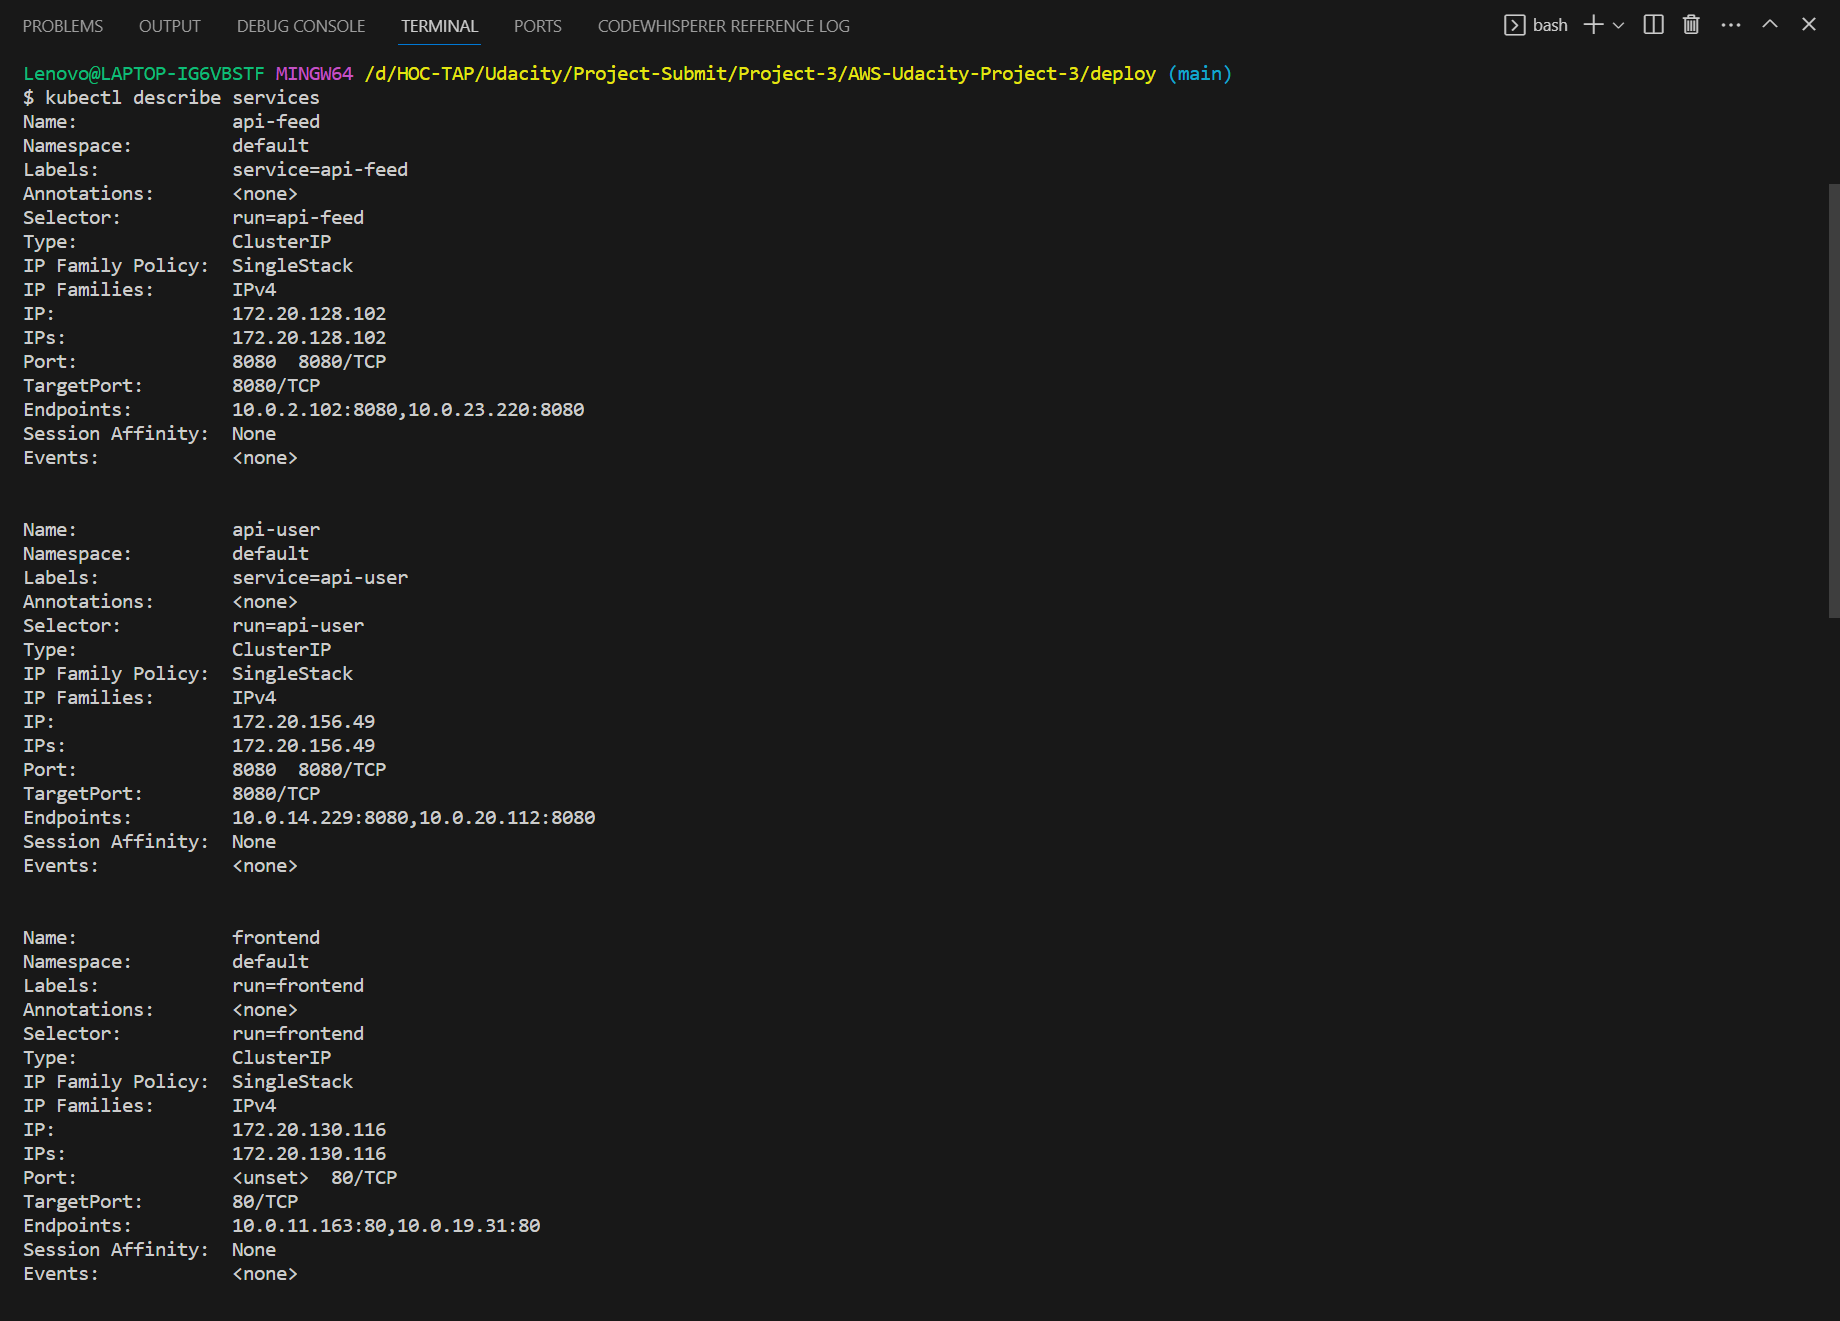 PROBLEMS OUTPUT DEBUG CONSOLE TERMINAL PORTS CODEWHISPERER REFERENCE LOG bash
Lenovo@LAPTOP-IG6VBSTF MINGW64 /d/HOC-TAP/Udacity/Project-Submit/Project-3/AWS-Udacity-Project-3/deploy (main)
$ kubectl describe services
Name:              api-feed
Namespace:         default
Labels:            service=api-feed
Annotations:       <none>
Selector:          run=api-feed
Type:              ClusterIP
IP Family Policy:  SingleStack
IP Families:       IPv4
IP:                172.20.128.102
IPs:               172.20.128.102
Port:              8080  8080/TCP
TargetPort:        8080/TCP
Endpoints:         10.0.2.102:8080,10.0.23.220:8080
Session Affinity:  None
Events:            <none>
Name:              api-user
Namespace:         default
Labels:            service=api-user
Annotations:       <none>
Selector:          run=api-user
Type:              ClusterIP
IP Family Policy:  SingleStack
IP Families:       IPv4
IP:                172.20.156.49
IPs:               172.20.156.49
Port:              8080  8080/TCP
TargetPort:        8080/TCP
Endpoints:         10.0.14.229:8080,10.0.20.112:8080
Session Affinity:  None
Events:            <none>
Name:              frontend
Namespace:         default
Labels:            run=frontend
Annotations:       <none>
Selector:          run=frontend
Type:              ClusterIP
IP Family Policy:  SingleStack
IP Families:       IPv4
IP:                172.20.130.116
IPs:               172.20.130.116
Port:              <unset>  80/TCP
TargetPort:        80/TCP
Endpoints:         10.0.11.163:80,10.0.19.31:80
Session Affinity:  None
Events:            <none>